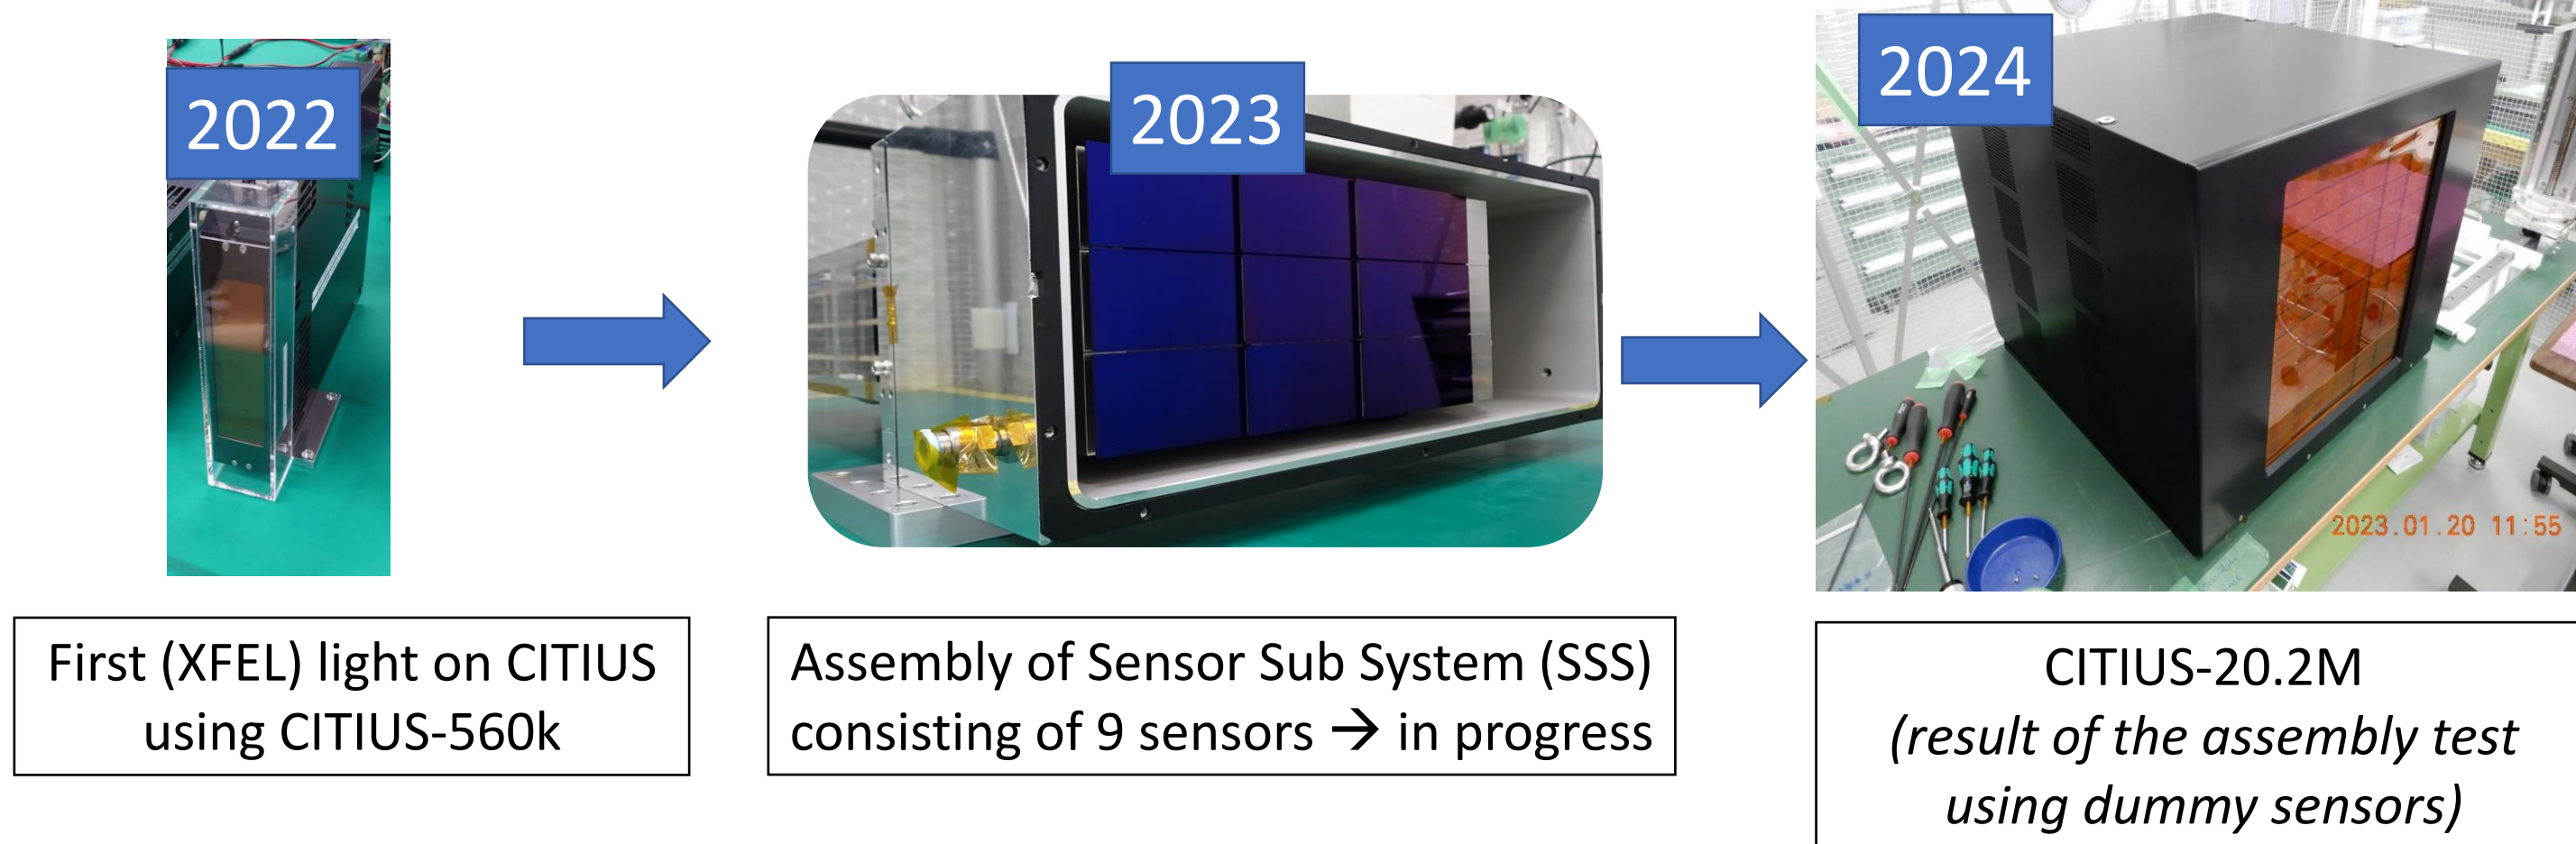 2022
2023
2024
2023.01.20 11:55
First (XFEL) light on CITIUS
using CITIUS-560k
Assembly of Sensor Sub System (SSS)
consisting of 9 sensors → in progress
CITIUS-20.2M
(result of the assembly test
using dummy sensors)